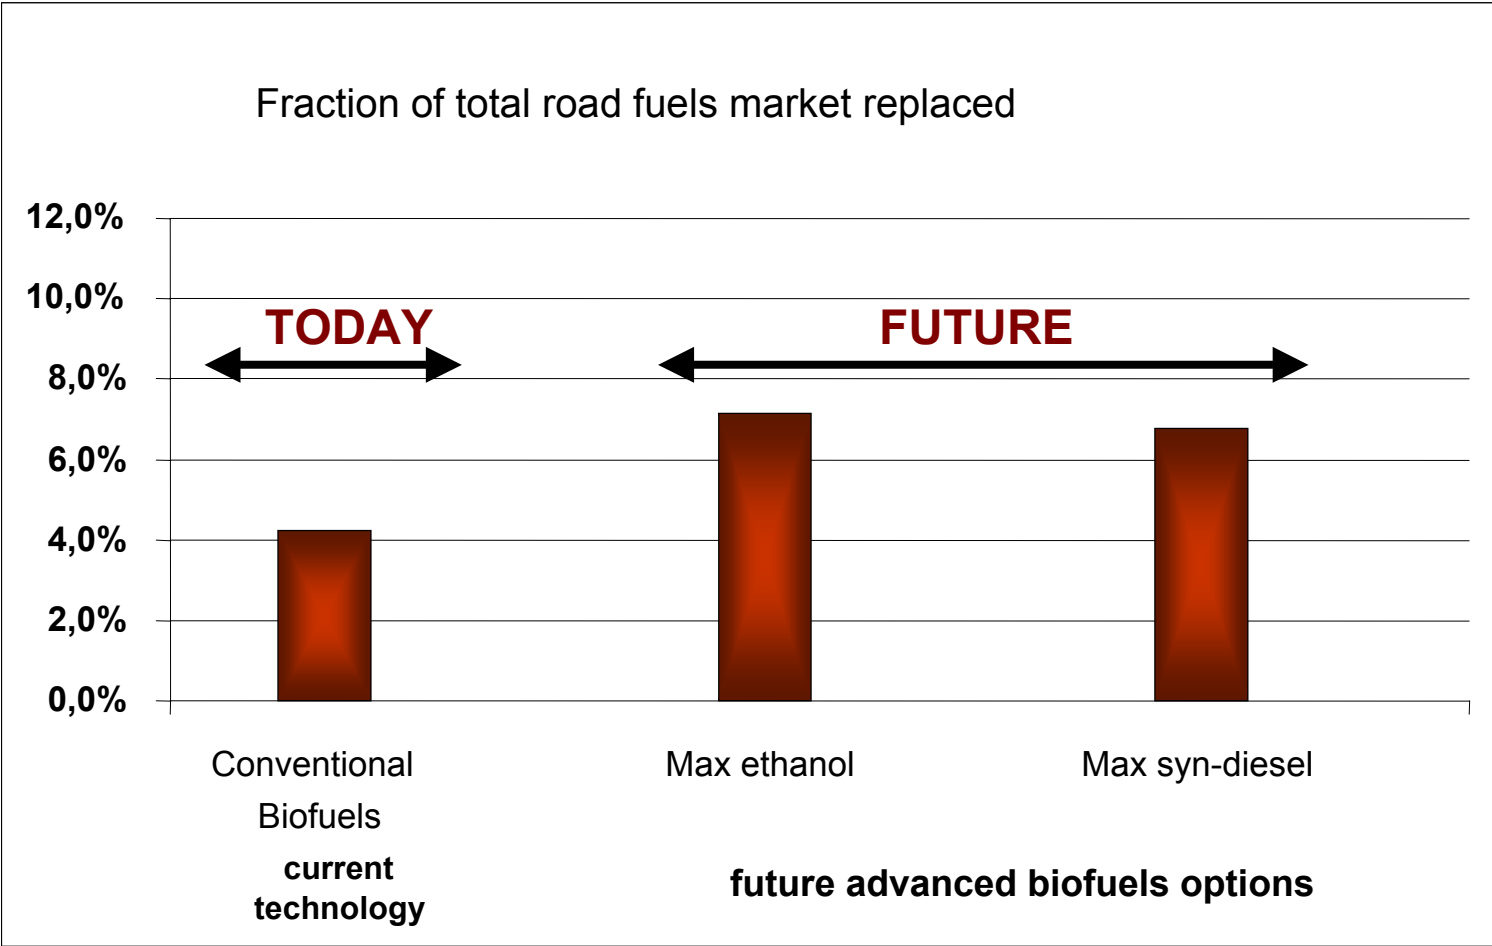 Fraction of total road fuels market replaced
12,0%
10,0%
TODAY
FUTURE
8,0%
6,0%
4,0%
2,0%
0,0%
Conventional
Biofuels
current
technology
Max ethanol
Max syn-diesel
future advanced biofuels options